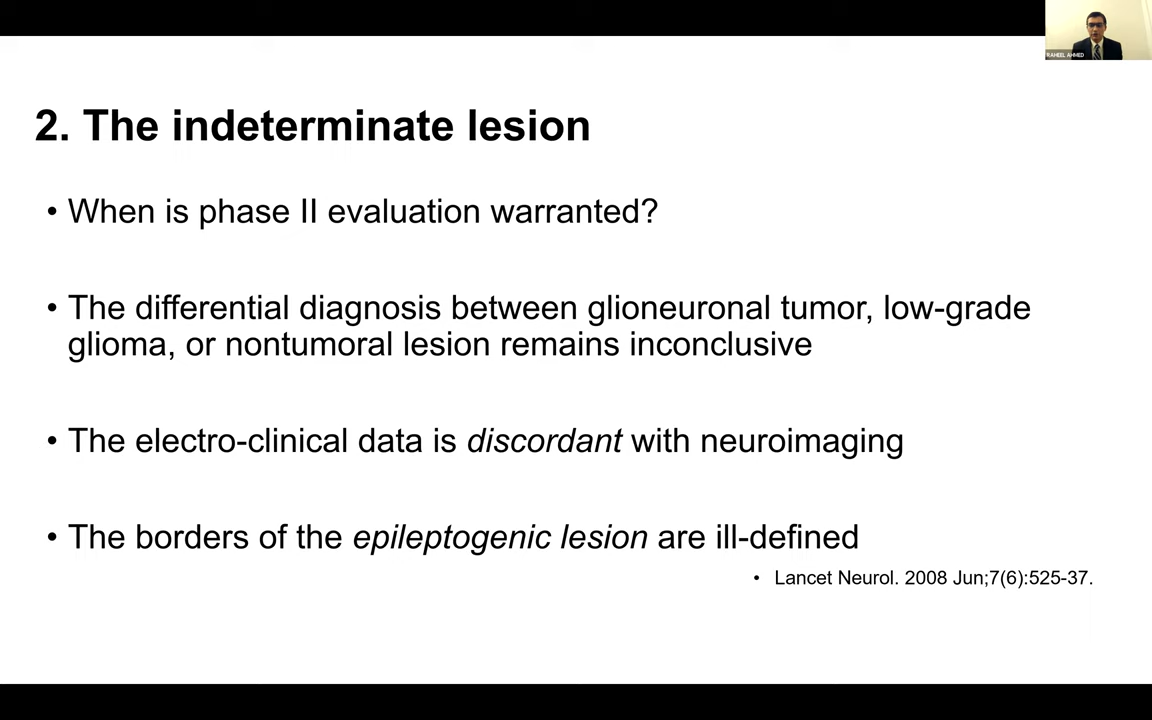 RAHEEL AHMED
2. The indeterminate lesion
• When is phase II evaluation warranted?
• The differential diagnosis between glioneuronal tumor, low-grade
glioma, or nontumoral lesion remains inconclusive
• The electro-clinical data is discordant with neuroimaging
• The borders of the epileptogenic lesion are ill-defined
• Lancet Neurol. 2008 Jun;7(6):525-37.